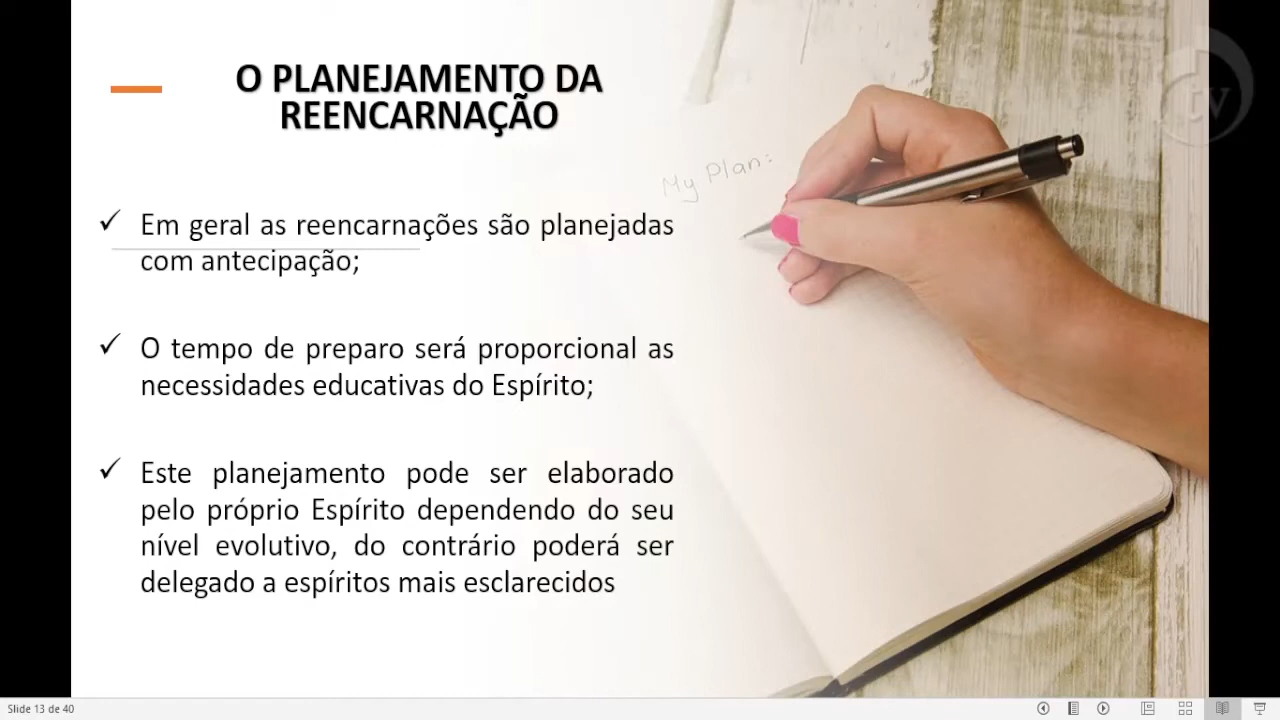 O PLANEJAMENTO DA
REENCARNAÇÃO
My Plan:
✓ Em geral as reencarnações são planejadas
com antecipação;
✓ O tempo de preparo será proporcional as
necessidades educativas do Espírito;
✓ Este planejamento pode ser elaborado
pelo próprio Espírito dependendo do seu
nível evolutivo, do contrário poderá ser
delegado a espíritos mais esclarecidos
tv
Slide 13 de 40